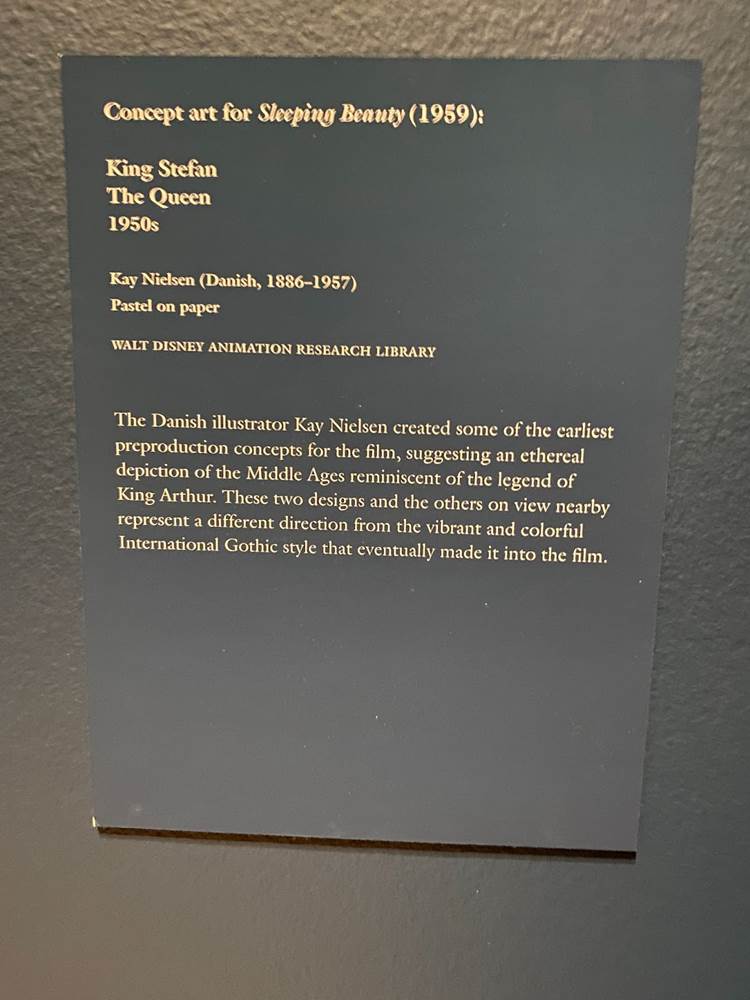 Concept art for Sleeping Beauty (1959):
King Stefan
The Queen
1950s
Kay Nielsen (Danish, 1886–1957)
Pastel on paper
WALT DISNEY ANIMATION RESEARCH LIBRARY
The Danish illustrator Kay Nielsen created some of the earliest
preproduction concepts for the film, suggesting an ethereal
depiction of the Middle Ages reminiscent of the legend of
King Arthur. These two designs and the others on view nearby
represent a different direction from the vibrant and colorful
International Gothic style that eventually made it into the film.